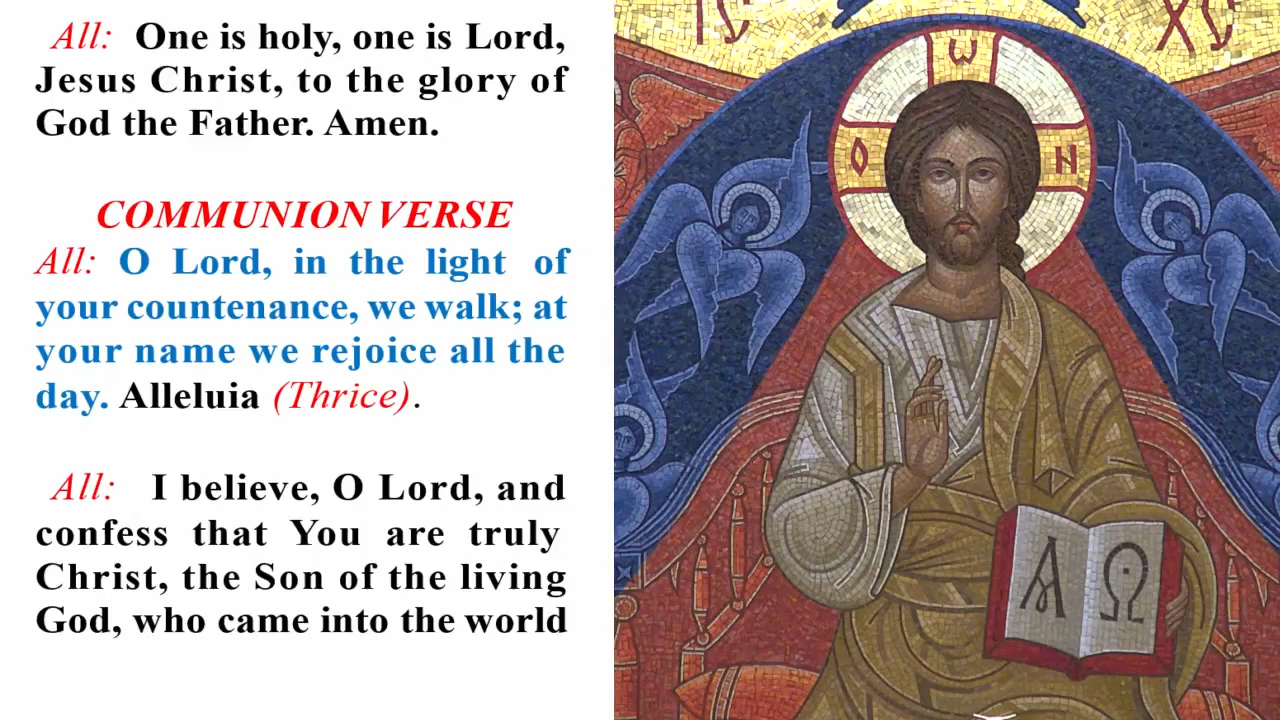 All: One is holy, one is Lord,
Jesus Christ, to the glory of
God the Father. Amen.
COMMUNION VERSE
All: O Lord, in the light of
your countenance, we walk; at
your name we rejoice all the
day. Alleluia (Thrice).
All: I believe, O Lord, and
confess that You are truly
Christ, the Son of the living
God, who came into the world
IC XC
ω
O N
A Ω